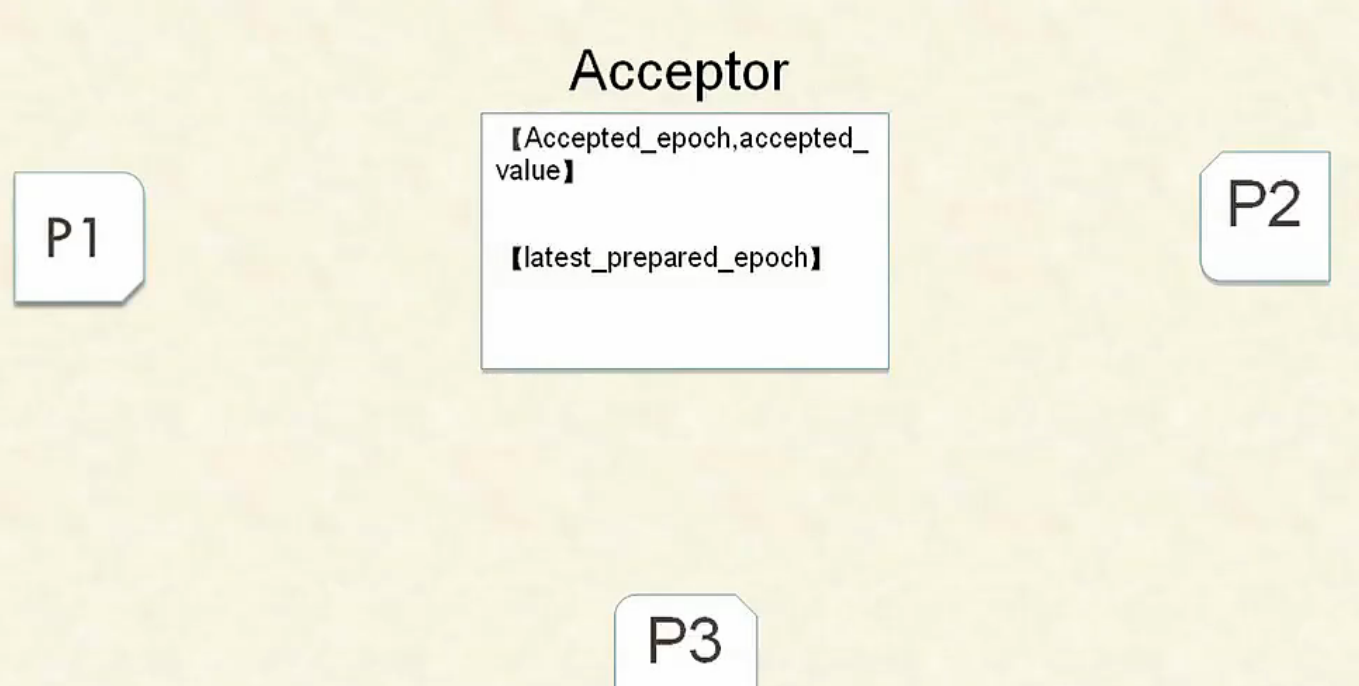 Acceptor
【Accepted_epoch,accepted_
value】
P1
P2
【latest_prepared_epoch】
P3